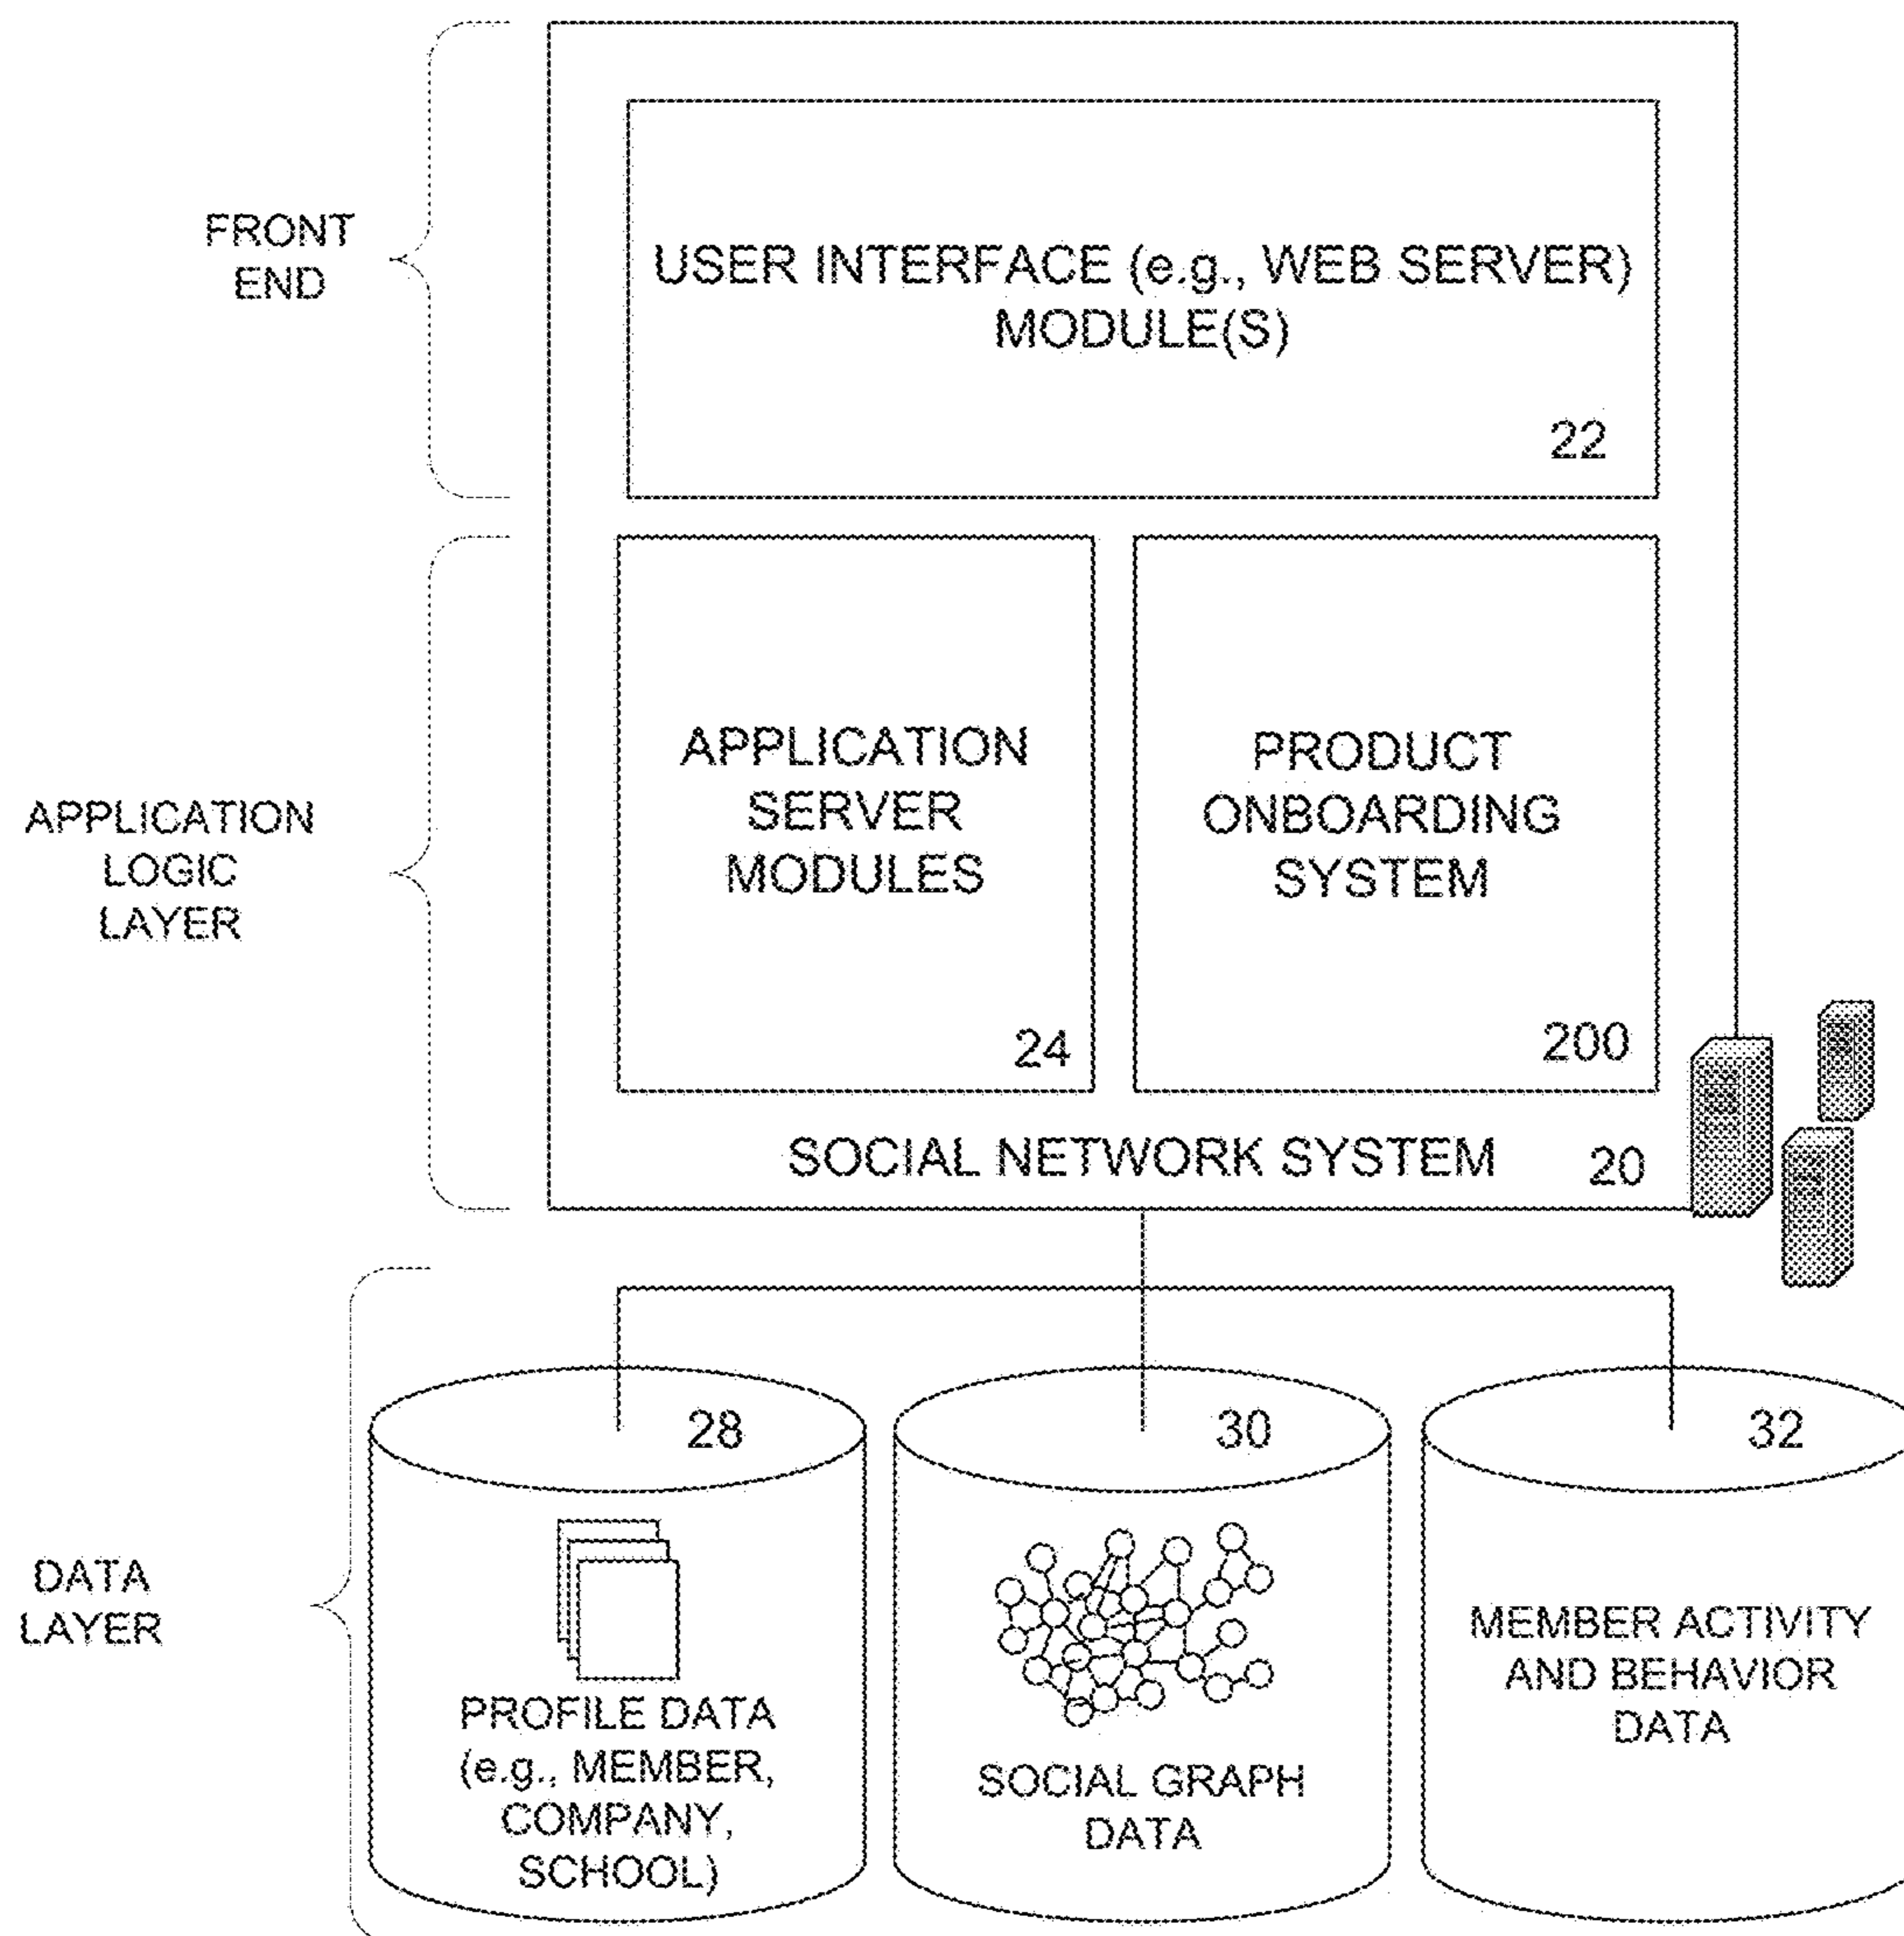 FRONT
END
USER INTERFACE (e.g., WEB SERVER)
MODULE(S)
22
APPLICATION
LOGIC
LAYER
APPLICATION
SERVER
MODULES
24
PRODUCT
ONBOARDING
SYSTEM
200
SOCIAL NETWORK SYSTEM
20
DATA
LAYER
28
PROFILE DATA
(e.g., MEMBER,
COMPANY,
SCHOOL)
30
SOCIAL GRAPH
DATA
32
MEMBER ACTIVITY
AND BEHAVIOR
DATA